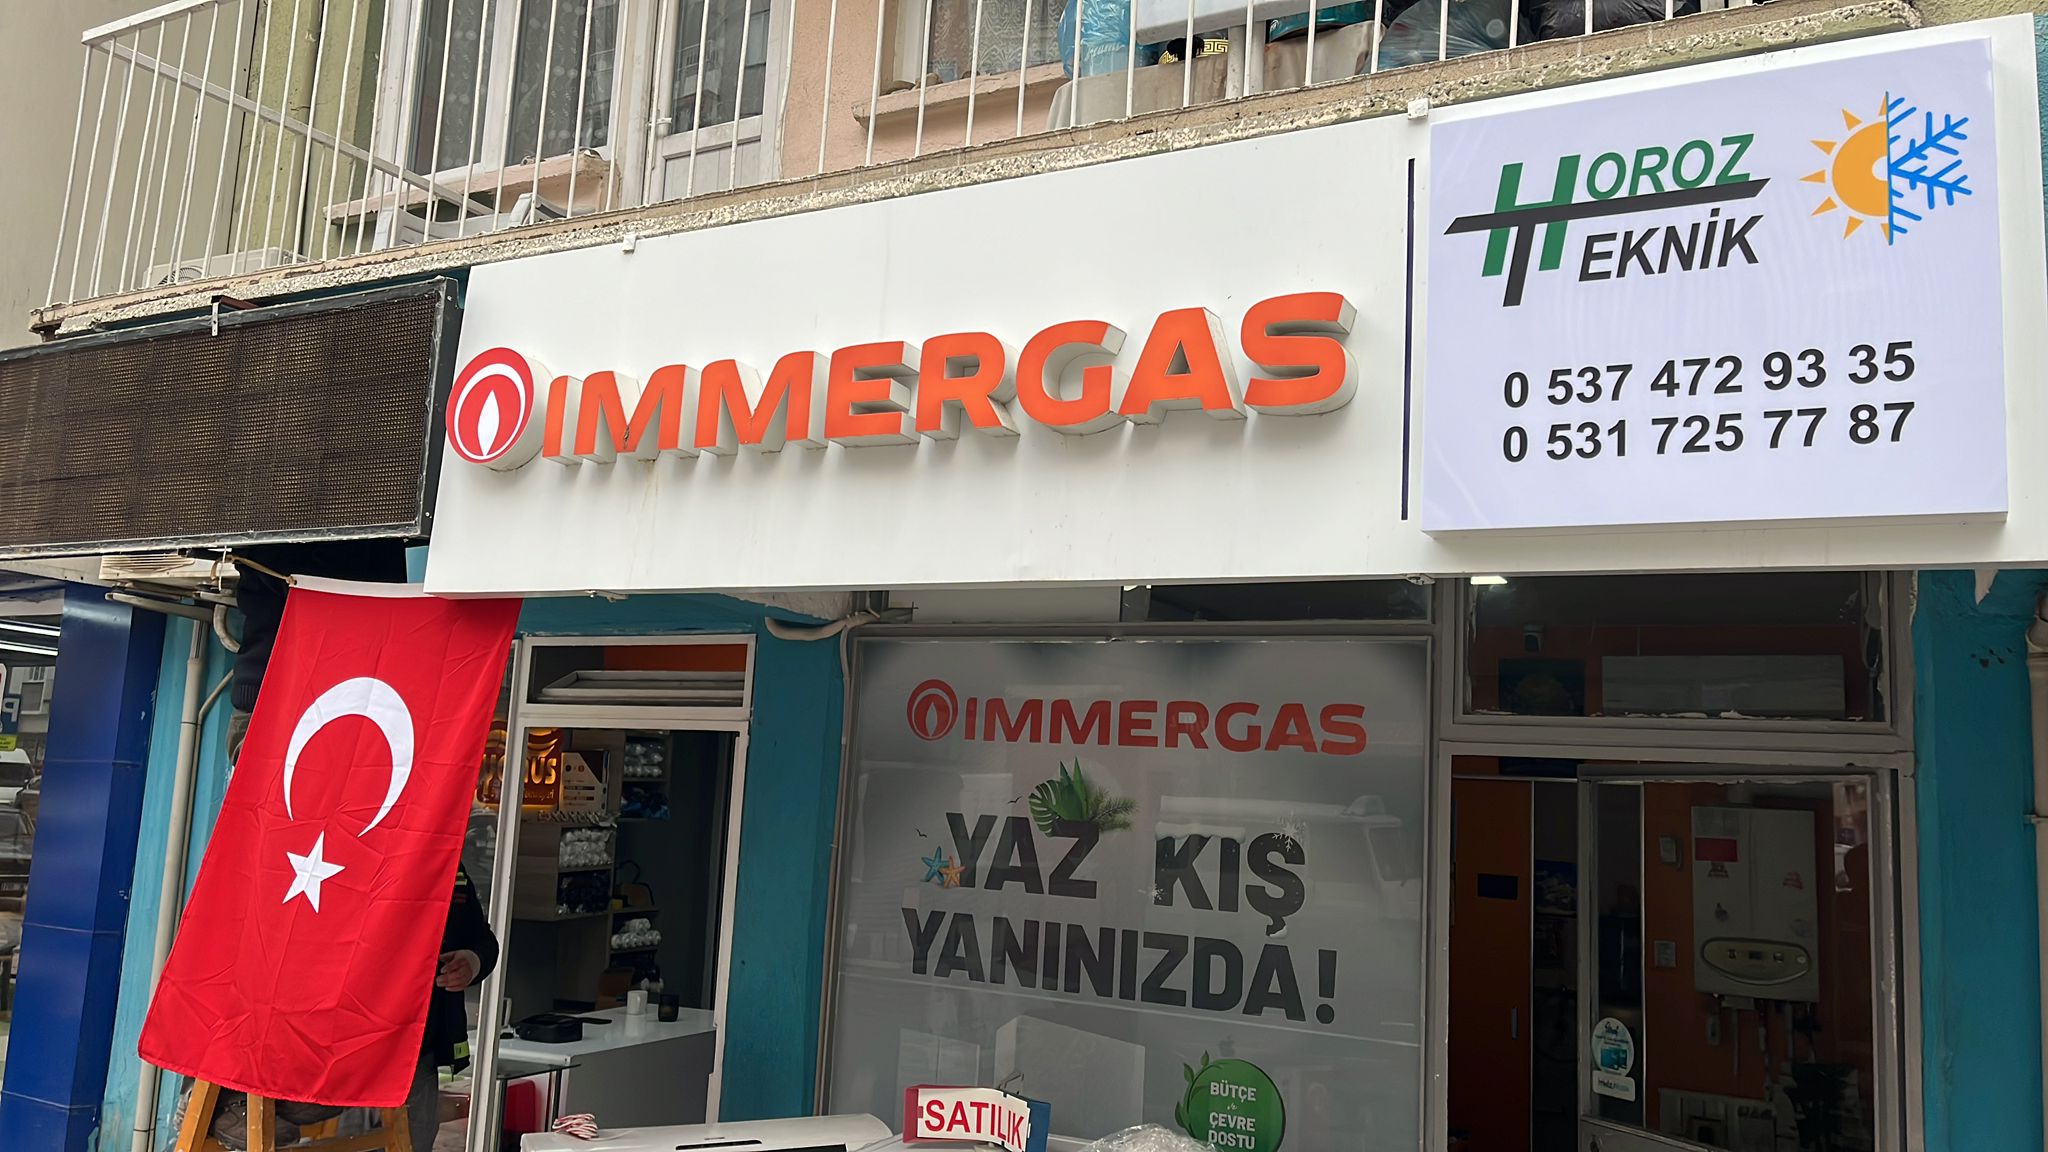 IMMERGAS
HOROZ
TEKNİK
0 537 472 93 35
0 531 725 77 87
IMMERGAS
YAZ KIŞ
YANINIZDA!
BÜTÇE
ve
ÇEVRE
DOSTU
SATILIK